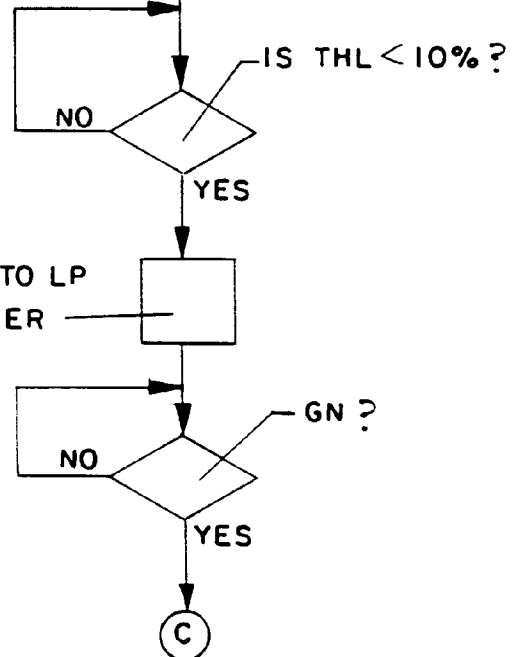 IS THL < 10% ?
NO
YES
TO LP
ER
GN ?
NO
YES
C